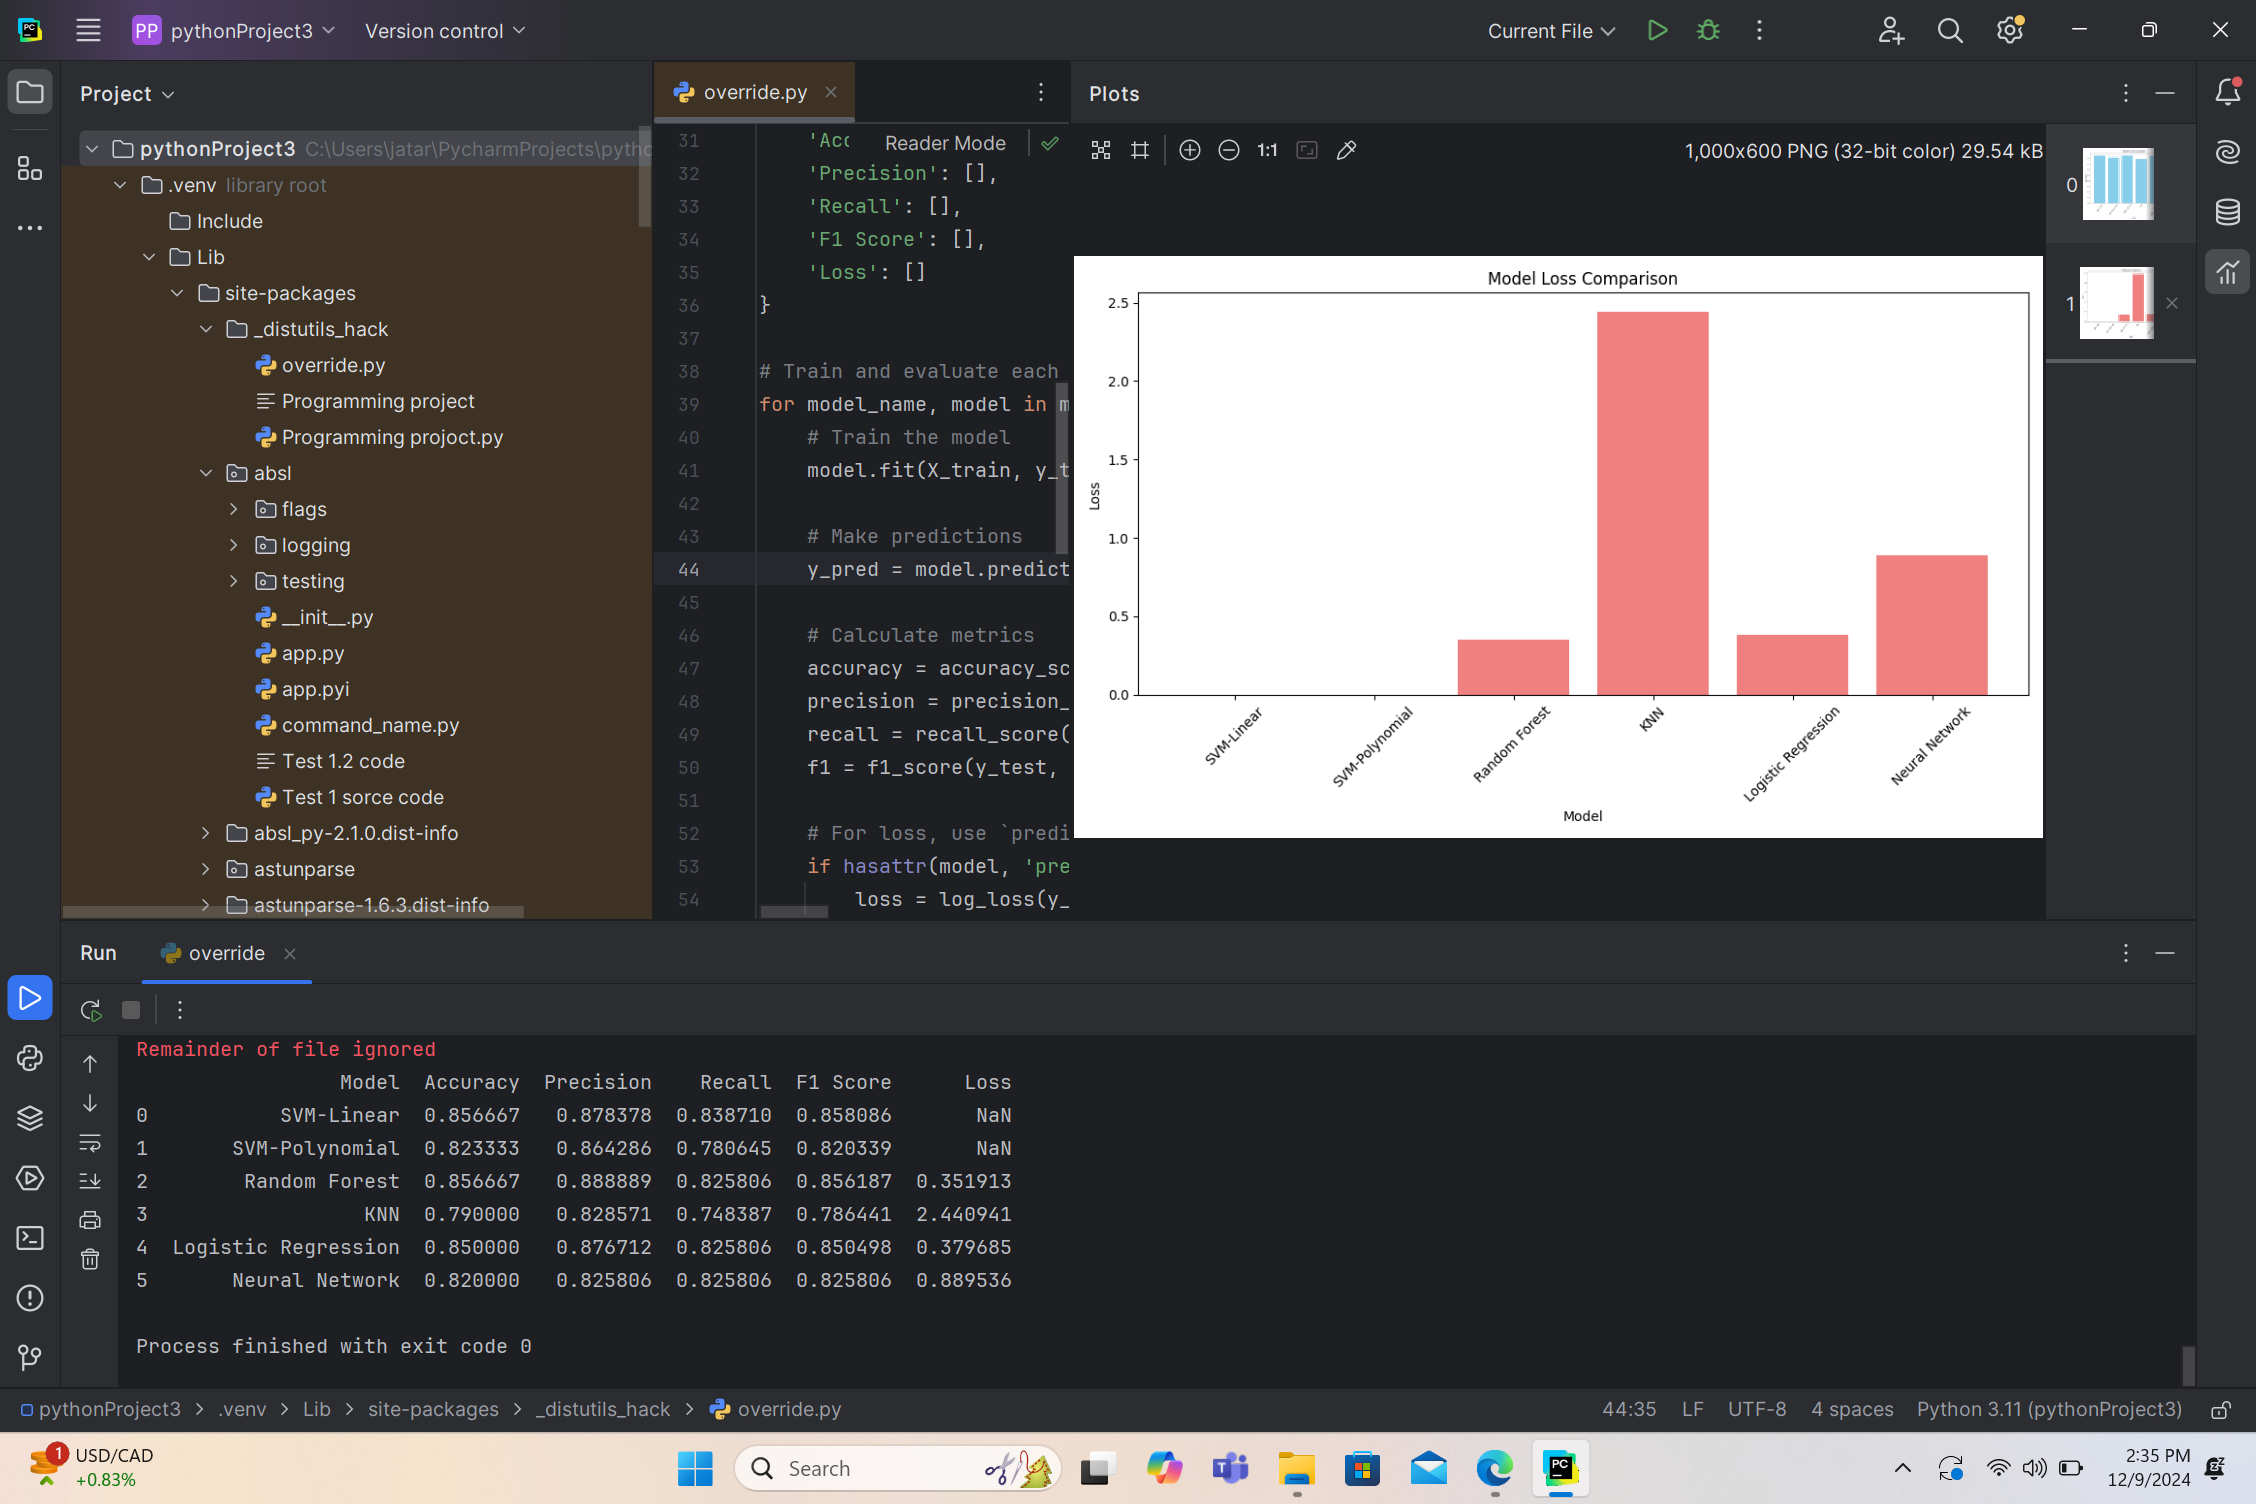 PP pythonProject3 Version control Current File
Project
pythonProject3 C:\Users\jatar\PycharmProjects\pytho
.venv library root
Include
Lib
site-packages
_distutils_hack
override.py
Programming project
Programming projoct.py
absl
flags
logging
testing
__init__.py
app.py
app.pyi
command_name.py
Test 1.2 code
Test 1 sorce code
absl_py-2.1.0.dist-info
astunparse
astunparse-1.6.3.dist-info
override.py
Reader Mode
31 'Acc
32 'Precision': [],
33 'Recall': [],
34 'F1 Score': [],
35 'Loss': []
36 }
37
38 # Train and evaluate each
39 for model_name, model in m
40 # Train the model
41 model.fit(X_train, y_t
42
43 # Make predictions
44 y_pred = model.predict
45
46 # Calculate metrics
47 accuracy = accuracy_sc
48 precision = precision_
49 recall = recall_score(
50 f1 = f1_score(y_test,
51
52 # For loss, use `predi
53 if hasattr(model, 'pre
54 loss = log_loss(y_
Plots
1:1 1,000x600 PNG (32-bit color) 29.54 kB
0
1
Model Loss Comparison
2.5
2.0
1.5
1.0
0.5
0.0
Loss
SVM-Linear
SVM-Polynomial
Random Forest
KNN
Logistic Regression
Neural Network
Model
Run override
Remainder of file ignored
Model Accuracy Precision Recall F1 Score Loss
0 SVM-Linear 0.856667 0.878378 0.838710 0.858086 NaN
1 SVM-Polynomial 0.823333 0.864286 0.780645 0.820339 NaN
2 Random Forest 0.856667 0.888889 0.825806 0.856187 0.351913
3 KNN 0.790000 0.828571 0.748387 0.786441 2.440941
4 Logistic Regression 0.850000 0.876712 0.825806 0.850498 0.379685
5 Neural Network 0.820000 0.825806 0.825806 0.825806 0.889536
Process finished with exit code 0
pythonProject3 > .venv > Lib > site-packages > _distutils_hack > override.py
44:35 LF UTF-8 4 spaces Python 3.11 (pythonProject3)
1 USD/CAD
+0.83%
Search
PC
2:35 PM
12/9/2024